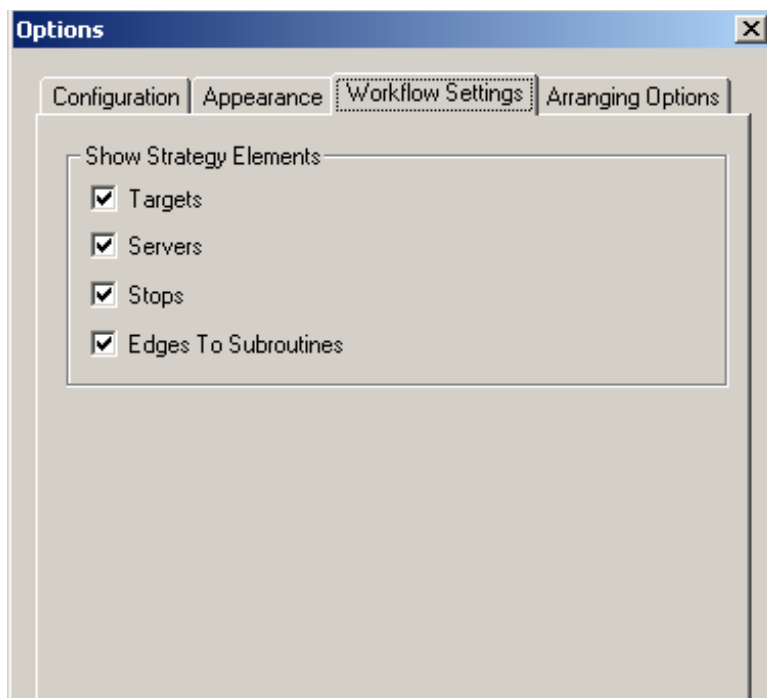 Options
Configuration Appearance Workflow Settings Arranging Options
Show Strategy Elements
Targets
Servers
Stops
Edges To Subroutines